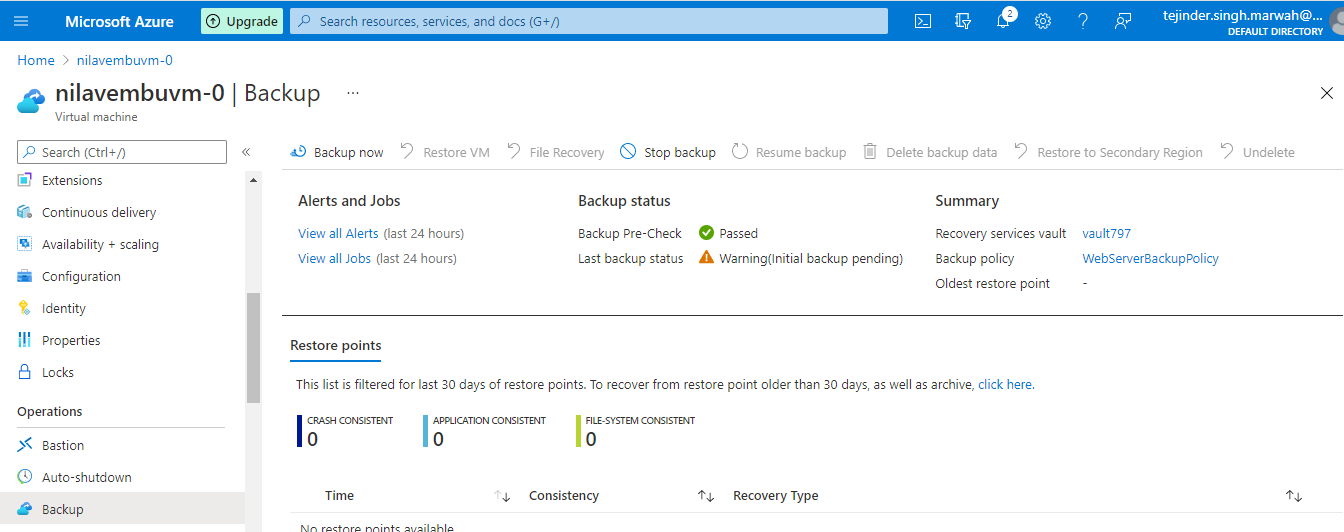 Microsoft Azure
Upgrade
Search resources, services, and docs (G+/)
2
tejinder.singh.marwah@...
DEFAULT DIRECTORY
Home > nilavembuvm-0
nilavembuvm-0 | Backup ...
Virtual machine
Search (Ctrl+/)
«
Extensions
Continuous delivery
Availability + scaling
Configuration
Identity
Properties
Locks
Operations
Bastion
Auto-shutdown
Backup
Backup now Restore VM File Recovery Stop backup Resume backup Delete backup data Restore to Secondary Region Undelete
Alerts and Jobs
View all Alerts (last 24 hours)
View all Jobs (last 24 hours)
Backup status
Backup Pre-Check Passed
Last backup status Warning(Initial backup pending)
Summary
Recovery services vault vault797
Backup policy WebServerBackupPolicy
Oldest restore point -
Restore points
This list is filtered for last 30 days of restore points. To recover from restore point older than 30 days, as well as archive, click here.
CRASH CONSISTENT
0
APPLICATION CONSISTENT
0
FILE-SYSTEM CONSISTENT
0
Time Consistency Recovery Type
No restore points available